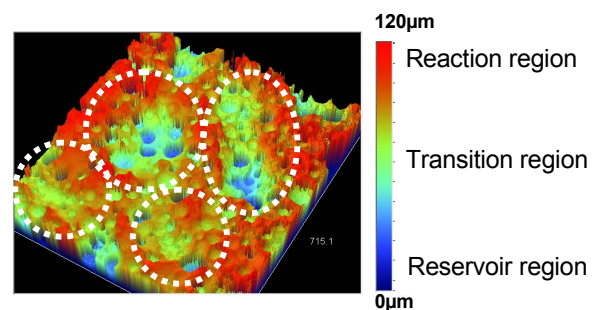 120μm
Reaction region
Transition region
715.1
Reservoir region
0μm